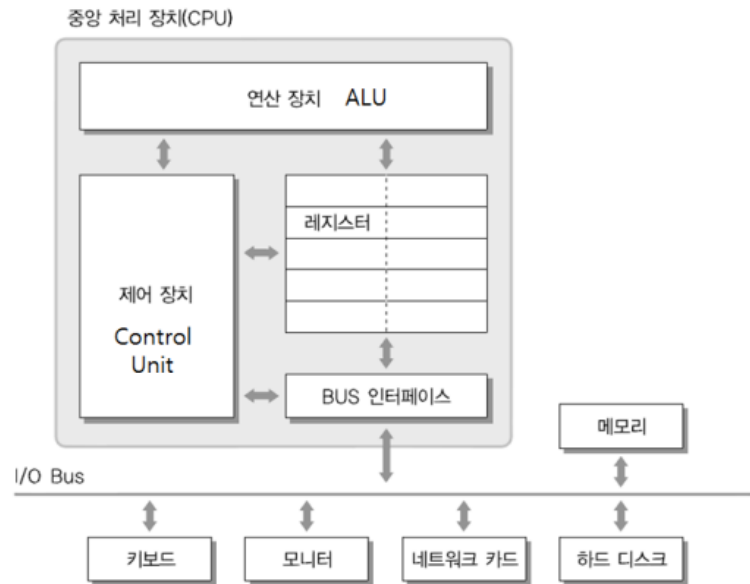 중앙 처리 장치(CPU)
연산 장치 ALU
레지스터
제어 장치
Control
Unit
BUS 인터페이스
메모리
I/O Bus
키보드
모니터
네트워크 카드
하드 디스크